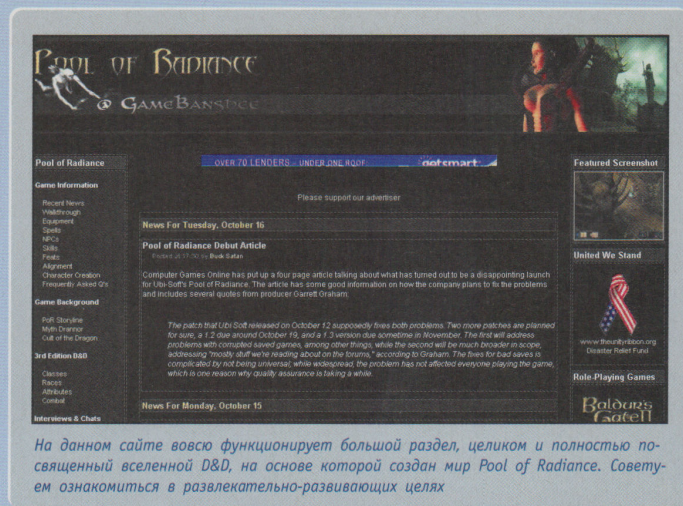 POOL OF RADIANCE
@ GAMEBANSHEE
Pool of Radiance
Game Information
Recent News
Walkthrough
Equipment
Spells
NPCs
Skills
Feats
Alignment
Character Creation
Frequently Asked Q's
Game Background
PoR Storyline
Myth Drannor
Cult of the Dragon
3rd Edition D&D
Classes
Races
Attributes
Combat
Interviews & Chats
OVER 70 LENDERS - UNDER ONE ROOF
getsmart
Please support our advertiser
News For Tuesday, October 16
Pool of Radiance Debut Article
by Buck Satan
Computer Games Online has put up a four page article talking about what has turned out to be a disappointing launch
for Ubi-Soft's Pool of Radiance. The article has some good information on how the company plans to fix the problems
and includes several quotes from producer Garrett Graham:
The patch that Ubi Soft released on October 12 supposedly fixes both problems. Two more patches are planned
for sure, a 1.2 due around October 19, and a 1.3 version due sometime in November. The first will address
problems with corrupted saved games, among other things, while the second will be much broader in scope,
addressing "mostly stuff we're reading about on the forums," according to Graham. The fixes for bad saves is
complicated by not being universal; while widespread, the problem has not affected everyone playing the game,
which is one reason why quality assurance is taking a while.
News For Monday, October 15
Featured Screenshot
United We Stand
www.theunityribbon.org
Disaster Relief Fund
Role-Playing Games
Baldur's
Gate II
На данном сайте вовсю функционирует большой раздел, целиком и полностью по-
священный вселенной D&D, на основе которой создан мир Pool of Radiance. Совету-
ем ознакомиться в развлекательно-развивающих целях